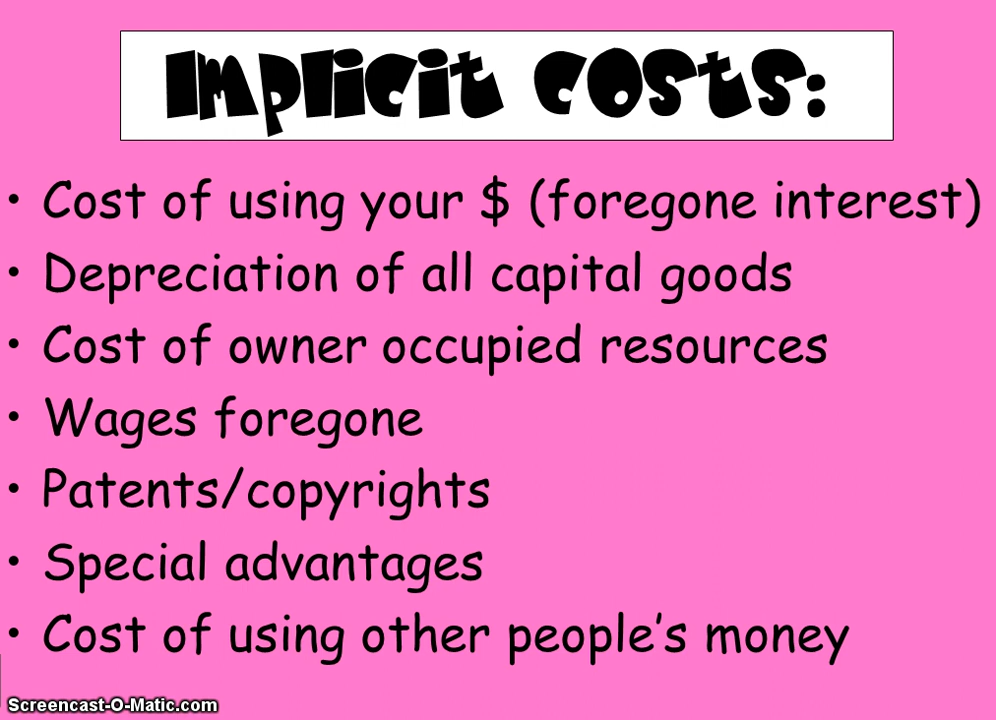 Implicit Costs:
• Cost of using your $ (foregone interest)
• Depreciation of all capital goods
• Cost of owner occupied resources
• Wages foregone
• Patents/copyrights
• Special advantages
• Cost of using other people's money
Screencast-O-Matic.com